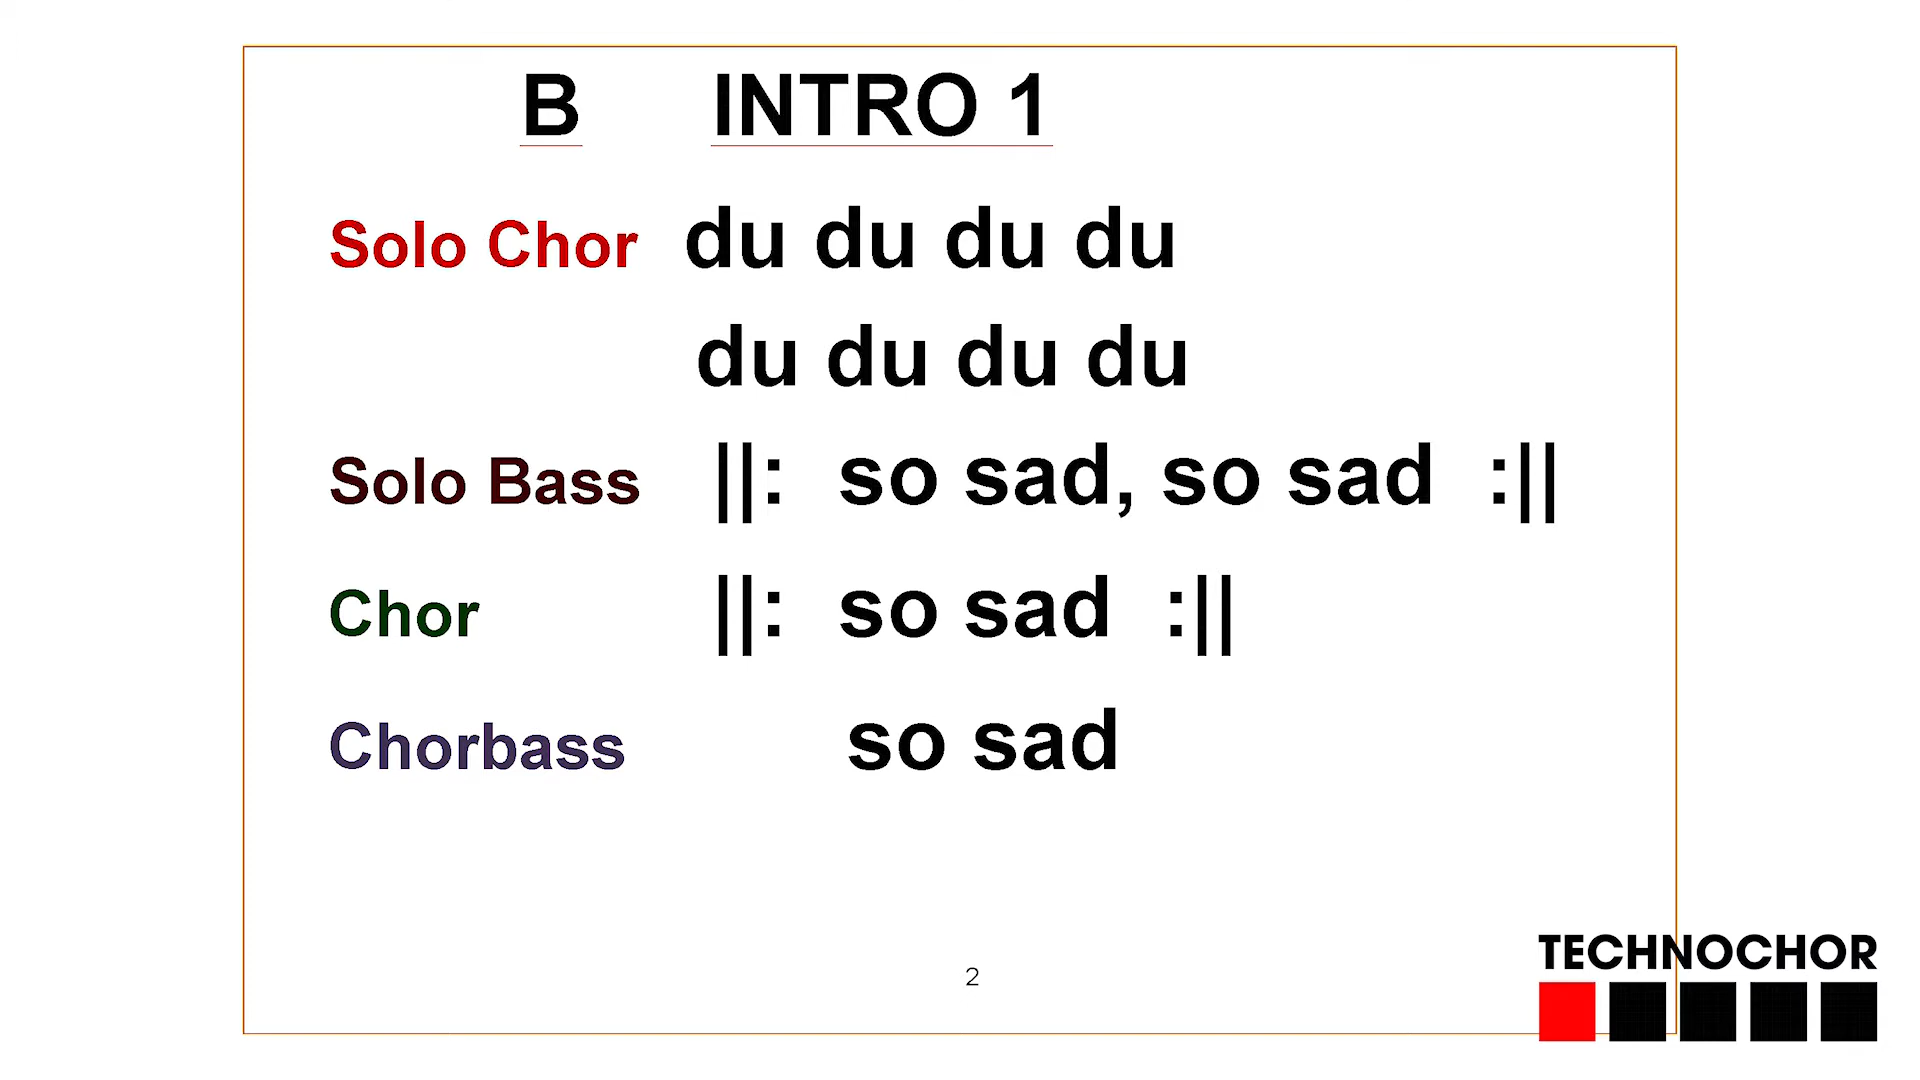 B INTRO 1
Solo Chor du du du du
du du du du
Solo Bass ||: so sad, so sad :||
Chor ||: so sad :||
Chorbass so sad
2
TECHNOCHOR